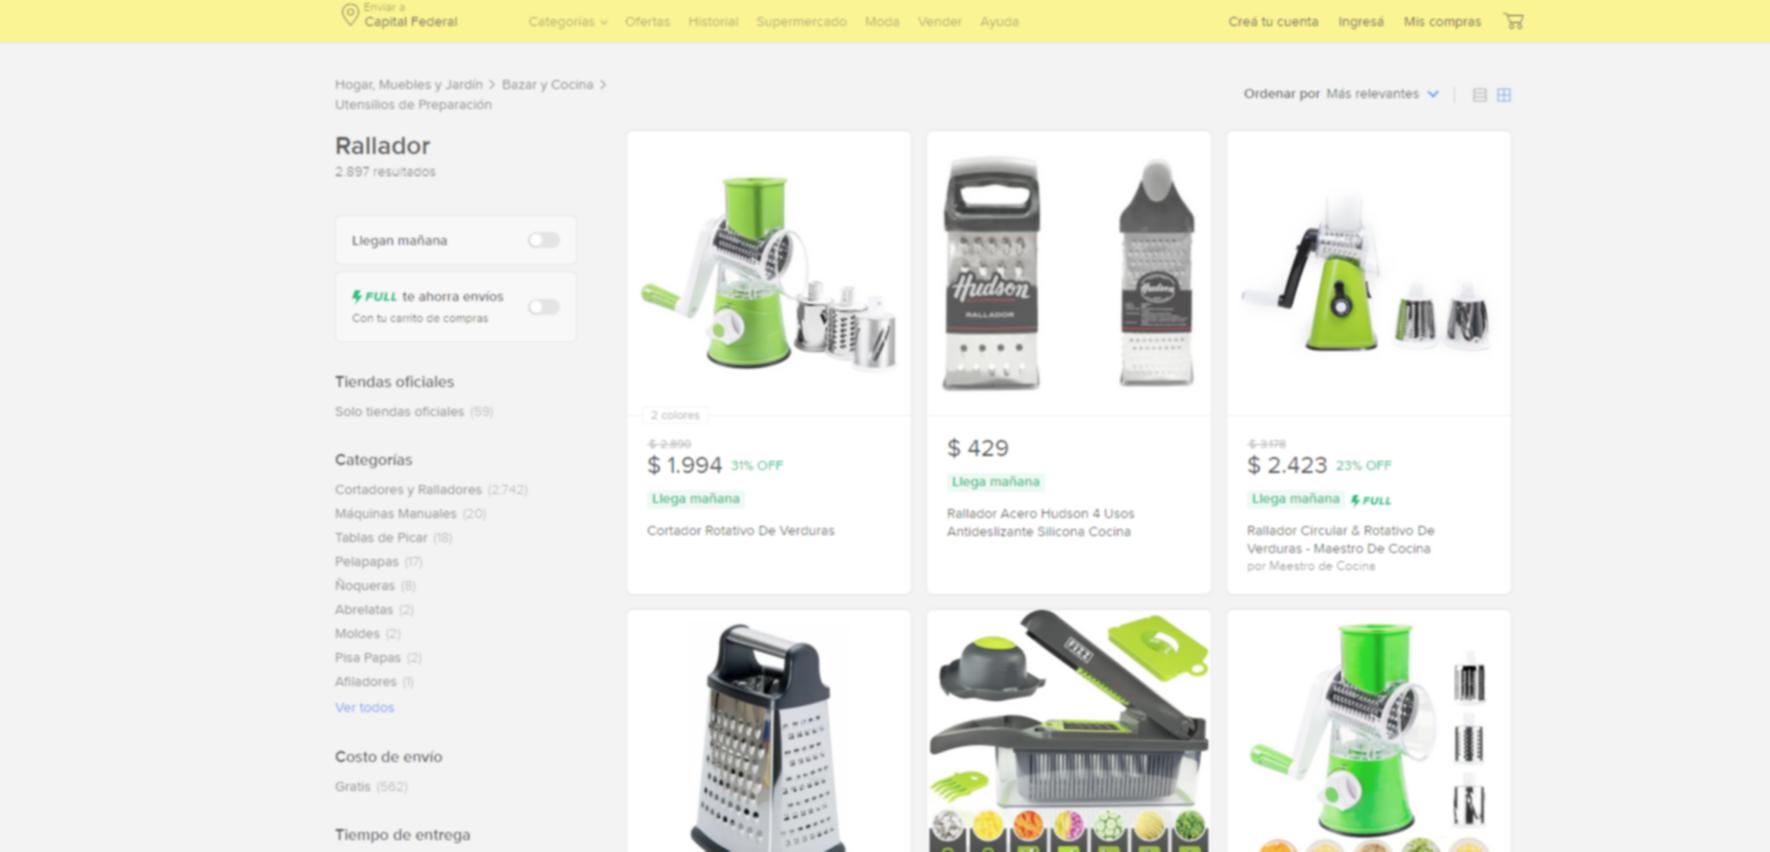 Enviar a
Capital Federal
Categorías
Ofertas
Historial
Supermercado
Moda
Vender
Ayuda
Creá tu cuenta
Ingresá
Mis compras
Hogar, Muebles y Jardín > Bazar y Cocina >
Utensilios de Preparación
Ordenar por Más relevantes
Rallador
2.897 resultados
Llegan mañana
FULL te ahorra envíos
Con tu carrito de compras
Tiendas oficiales
Solo tiendas oficiales (59)
Categorías
Cortadores y Ralladores (2.742)
Máquinas Manuales (20)
Tablas de Picar (18)
Pelapapas (17)
Ñoqueras (8)
Abrelatas (2)
Moldes (2)
Pisa Papas (2)
Afiladores (1)
Ver todos
Costo de envío
Gratis (562)
Tiempo de entrega
2 colores
$ 2.890
$ 1.994 31% OFF
Llega mañana
Cortador Rotativo De Verduras
Hudson
RALLADOR
Hudson
$ 429
Llega mañana
Rallador Acero Hudson 4 Usos
Antideslizante Silicona Cocina
$ 3.178
$ 2.423 23% OFF
Llega mañana FULL
Rallador Circular & Rotativo De
Verduras - Maestro De Cocina
por Maestro de Cocina